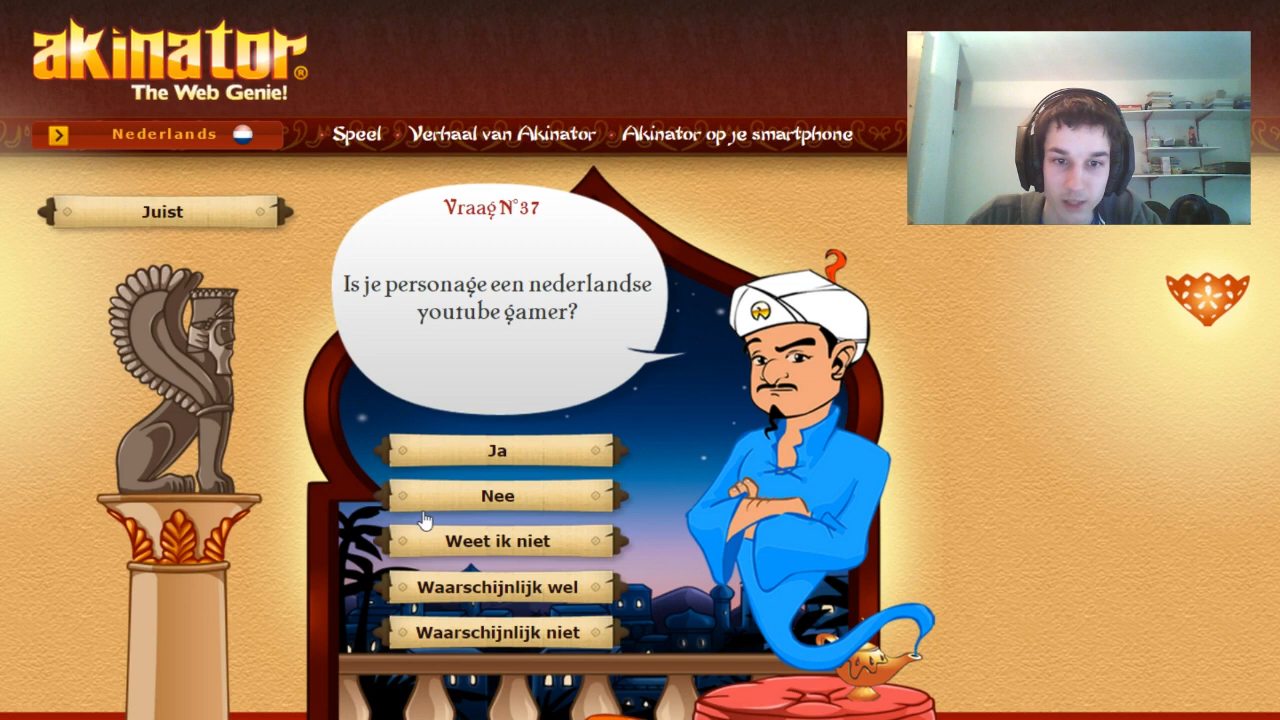 akinator®
The Web Genie!
Nederlands
· Speel · Verhaal van Akinator · Akinator op je smartphone
Juist
Vraag N°37
Is je personage een nederlandse
youtube gamer?
Ja
Nee
Weet ik niet
Waarschijnlijk wel
Waarschijnlijk niet